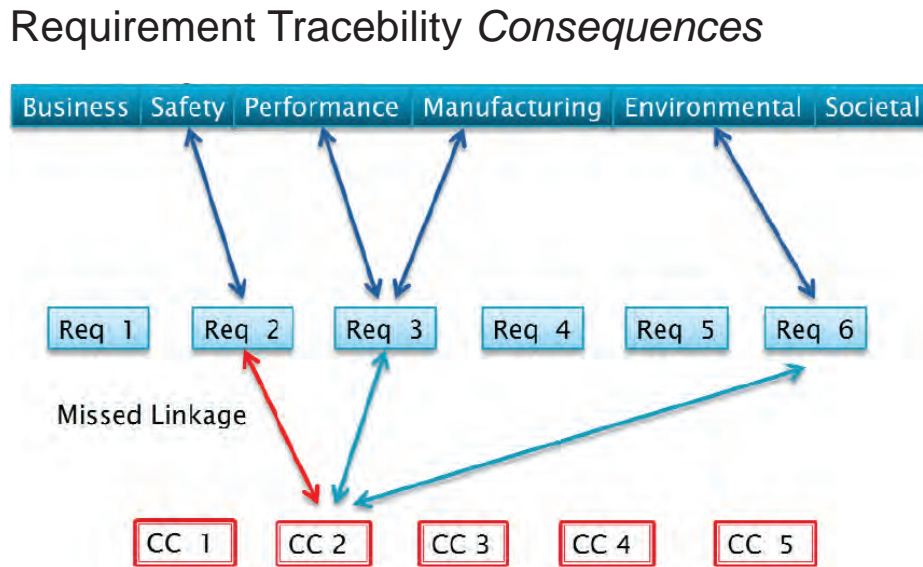 Requirement Tracebility Consequences
Business Safety Performance Manufacturing Environmental Societal
Req 1 Req 2 Req 3 Req 4 Req 5 Req 6
Missed Linkage
CC 1 CC 2 CC 3 CC 4 CC 5